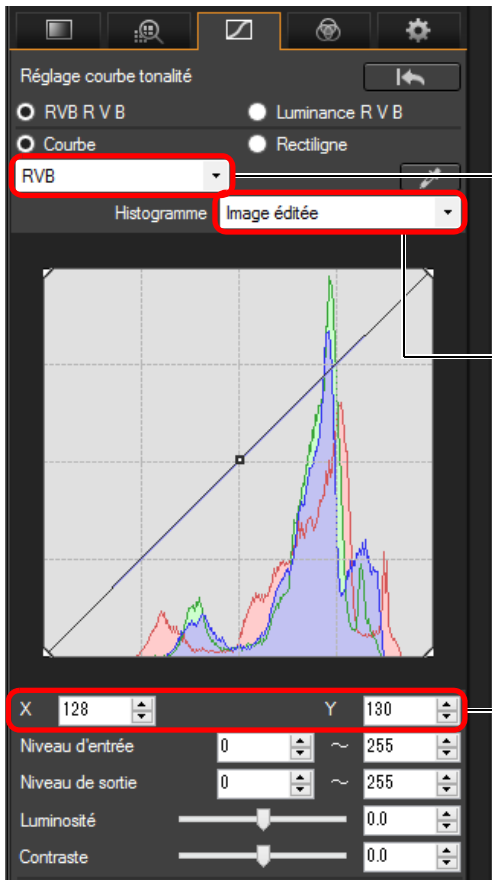 Réglage courbe tonalité
RVB R V B Luminance R V B
Courbe Rectiligne
RVB
Histogramme Image éditée
X 128 Y 130
Niveau d'entrée 0 ~ 255
Niveau de sortie 0 ~ 255
Luminosité 0.0
Contraste 0.0